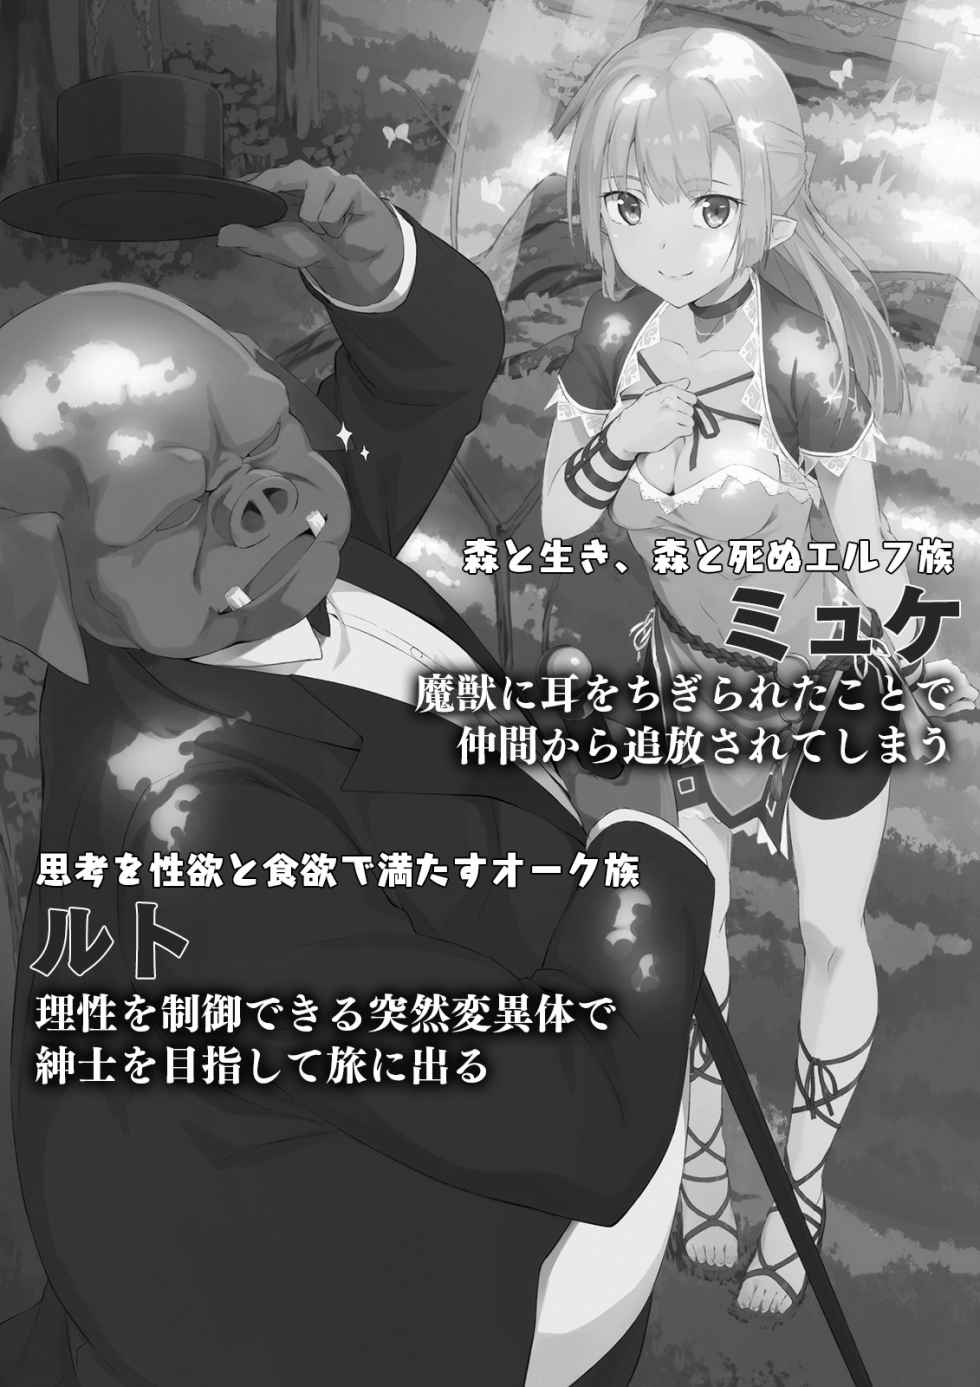 森と生き、森と死ぬエルフ族
ミュケ
魔獣に耳をちぎられたことで
仲間から追放されてしまう
思考を性欲と食欲で満たすオーク族
ルト
理性を制御できる突然変異体で
紳士を目指して旅に出る